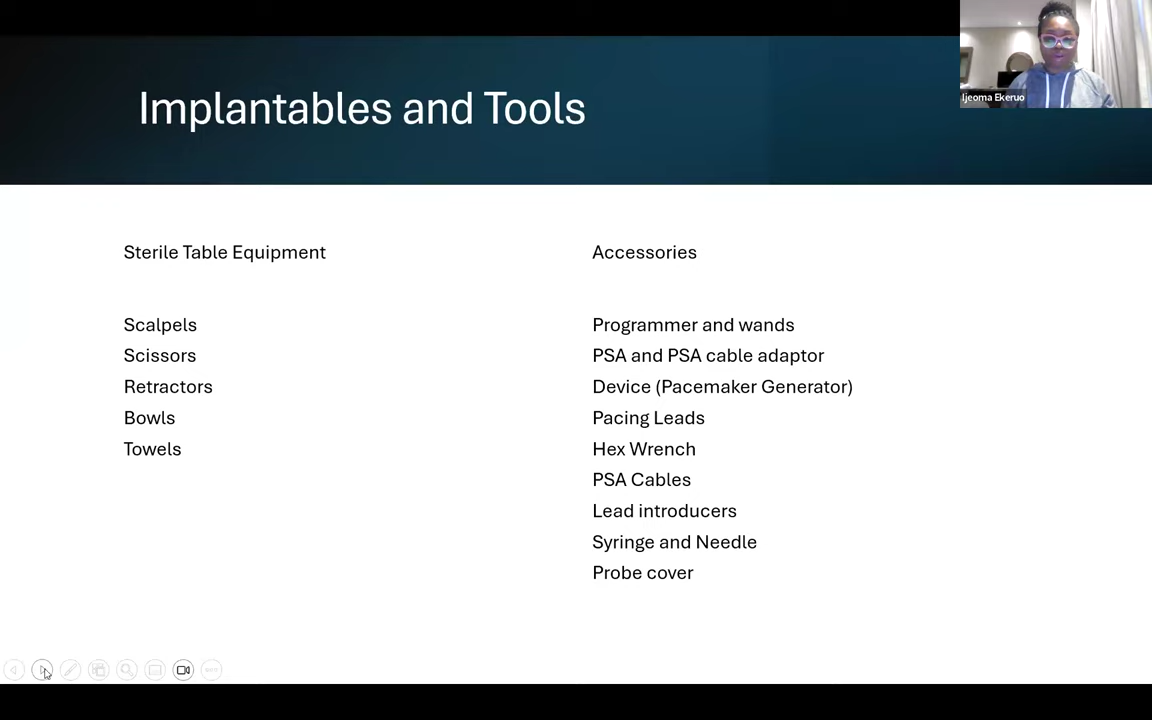 Implantables and Tools
Ijeoma Ekeruo
Sterile Table Equipment
Scalpels
Scissors
Retractors
Bowls
Towels
Accessories
Programmer and wands
PSA and PSA cable adaptor
Device (Pacemaker Generator)
Pacing Leads
Hex Wrench
PSA Cables
Lead introducers
Syringe and Needle
Probe cover